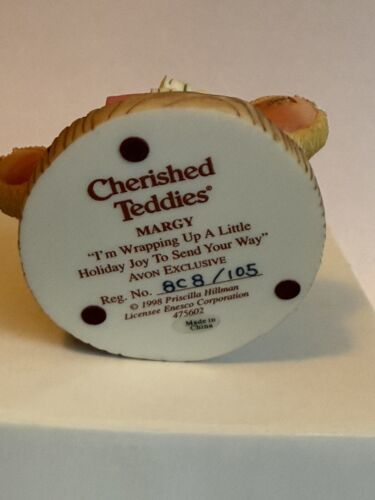 Cherished
Teddies®
MARGY
"I'm Wrapping Up A Little
Holiday Joy To Send Your Way"
AVON EXCLUSIVE
Reg. No. 8C8/105
© 1998 Priscilla Hillman
Licensee Enesco Corporation
475602
Made in
China